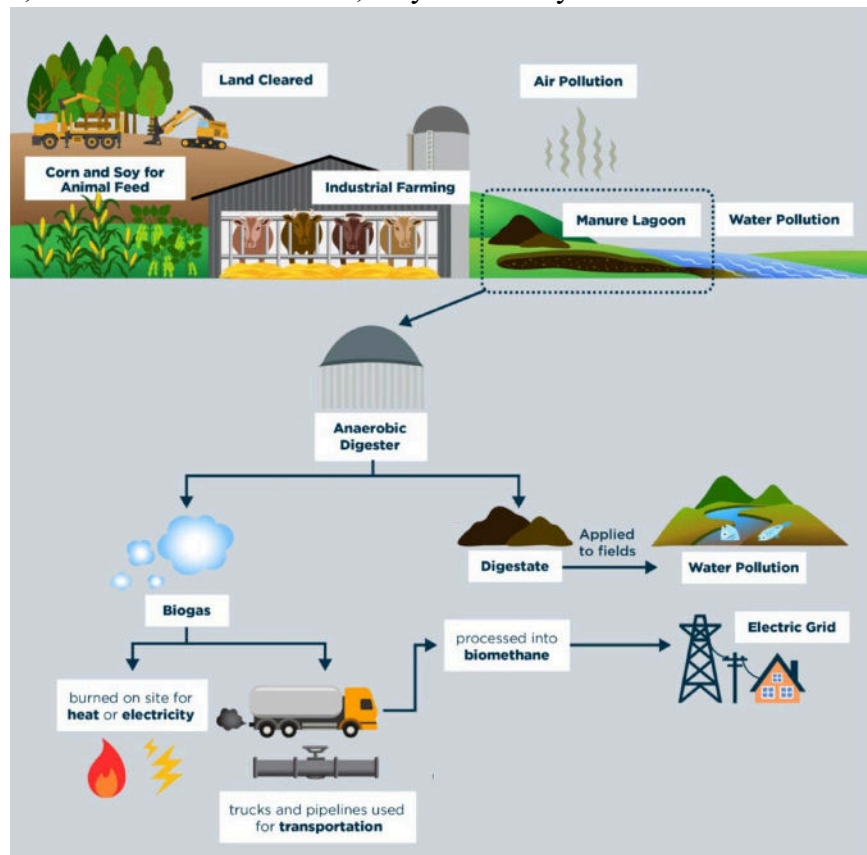 Land Cleared
Air Pollution
Corn and Soy for
Animal Feed
Industrial Farming
Manure Lagoon
Water Pollution
Anaerobic
Digester
Applied
to fields
Digestate
Water Pollution
Biogas
processed into
biomethane
Electric Grid
burned on site for
heat or electricity
trucks and pipelines used
for transportation